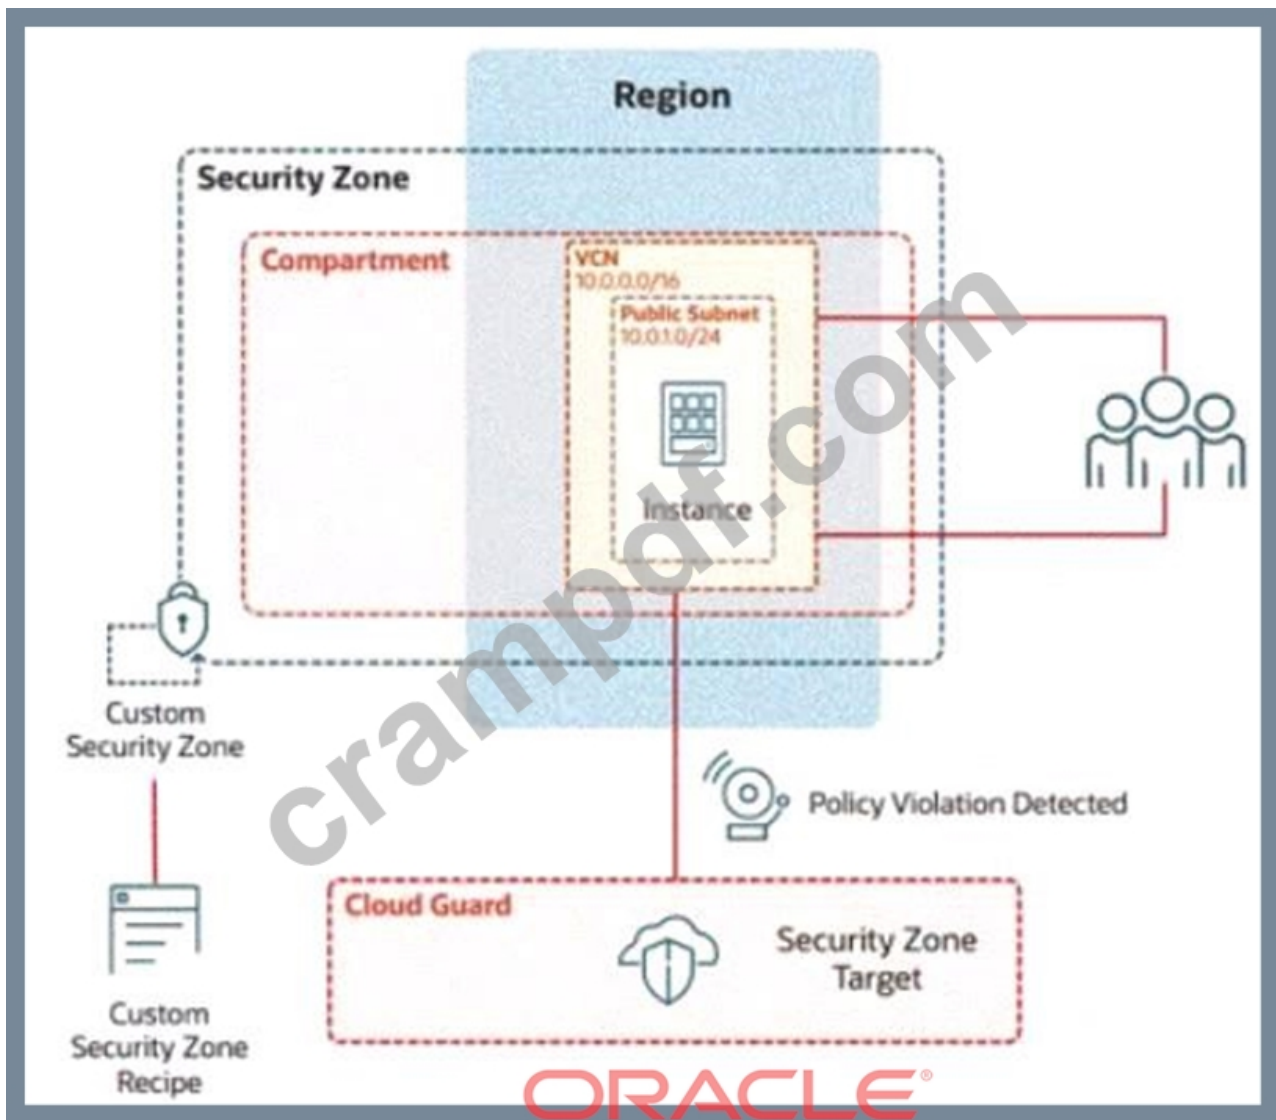 Region
Security Zone
Compartment
VCN
10.0.0.0/16
Public Subnet
10.0.1.0/24
Instance
Custom
Security Zone
Policy Violation Detected
Cloud Guard
Security Zone
Target
Custom
Security Zone
Recipe
crampdf.com
ORACLE®